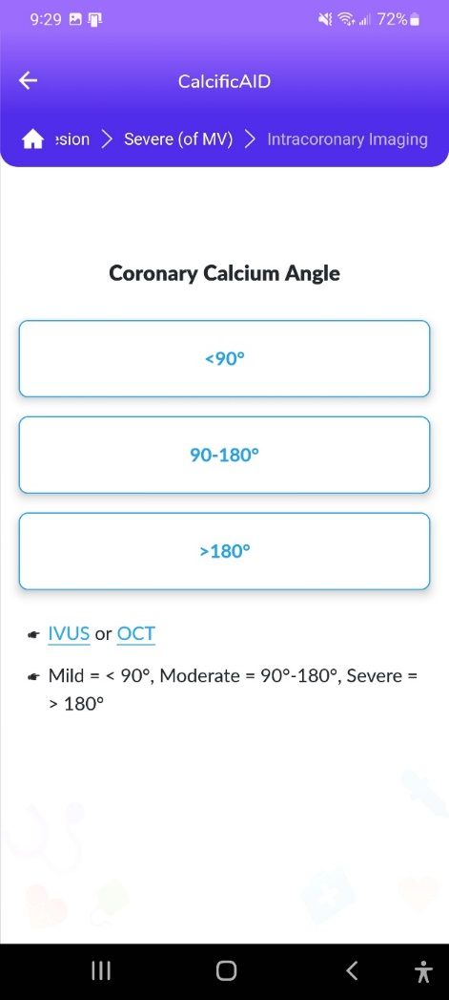 9:29 72%
CalcificAID
esion > Severe (of MV) > Intracoronary Imaging
Coronary Calcium Angle
<90°
90-180°
>180°
IVUS or OCT
Mild = < 90°, Moderate = 90°-180°, Severe =
> 180°